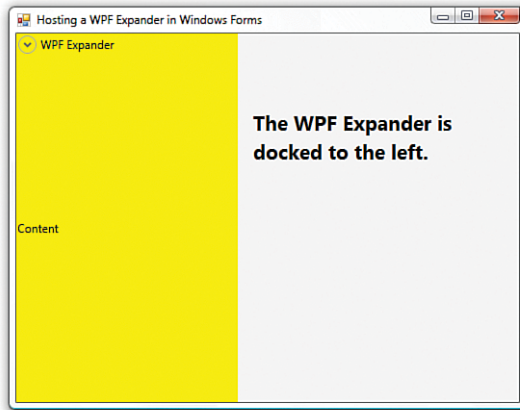 Hosting a WPF Expander in Windows Forms
WPF Expander
The WPF Expander is
docked to the left.
Content